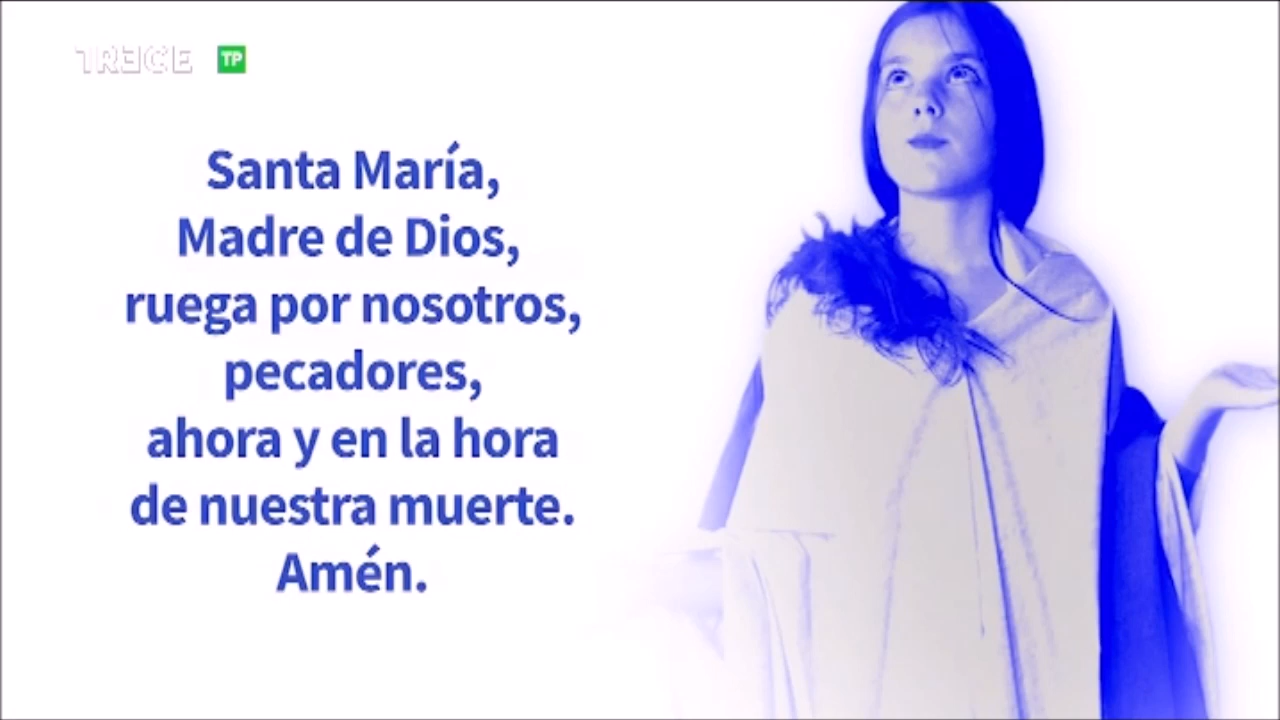 TRECE TP
Santa María,
Madre de Dios,
ruega por nosotros,
pecadores,
ahora y en la hora
de nuestra muerte.
Amén.